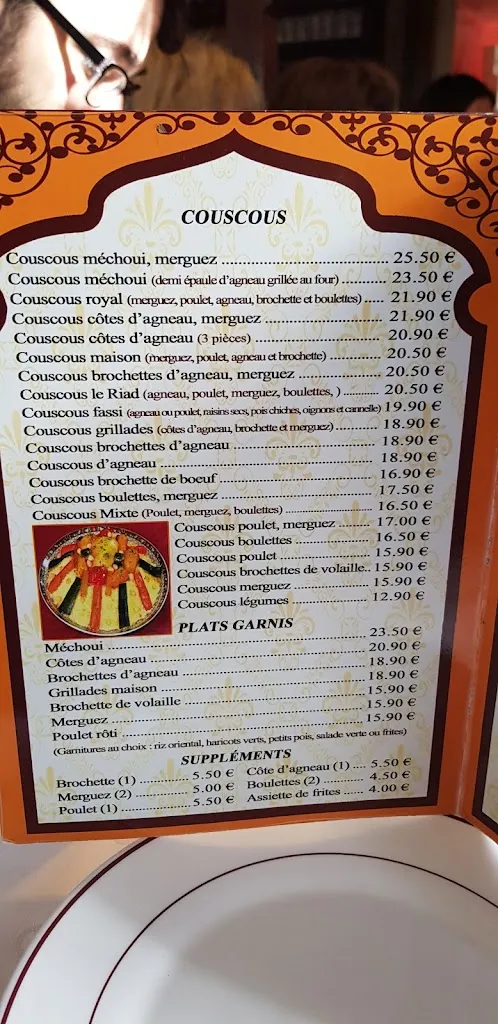 COUSCOUS
Couscous méchoui, merguez ........ 25.50 €
Couscous méchoui (demi épaule d'agneau grillée au four) ........ 23.50 €
Couscous royal (merguez, poulet, agneau, brochette et boulettes) ..... 21.90 €
Couscous côtes d'agneau, merguez ........ 21.90 €
Couscous côtes d'agneau (3 pièces) ........ 20.90 €
Couscous maison (merguez, poulet, agneau et brochette) ........ 20.50 €
Couscous brochettes d'agneau, merguez ........ 20.50 €
Couscous le Riad (agneau, poulet, merguez, boulettes, ) ........ 20.50 €
Couscous fassi (agneau ou poulet, raisins secs, pois chiches, oignons et cannelle) 19.90 €
Couscous grillades (côtes d'agneau, brochette et merguez) ........ 18.90 €
Couscous brochettes d'agneau ........ 18.90 €
Couscous d'agneau ........ 18.90 €
Couscous brochette de boeuf ........ 16.90 €
Couscous boulettes, merguez ........ 17.50 €
Couscous Mixte (Poulet, merguez, boulettes) ........ 16.50 €
Couscous poulet, merguez ........ 17.00 €
Couscous boulettes ........ 16.50 €
Couscous poulet ........ 15.90 €
Couscous brochettes de volaille.. 15.90 €
Couscous merguez ........ 15.90 €
Couscous légumes ........ 12.90 €
PLATS GARNIS
Méchoui ........ 23.50 €
Côtes d'agneau ........ 20.90 €
Brochettes d'agneau ........ 18.90 €
Grillades maison ........ 18.90 €
Brochette de volaille ........ 15.90 €
Merguez ........ 15.90 €
Poulet rôti ........ 15.90 €
(Garnitures au choix : riz oriental, haricots verts, petits pois, salade verte ou frites)
SUPPLÉMENTS
Brochette (1) ........ 5.50 € Côte d'agneau (1) .... 5.50 €
Merguez (2) ........ 5.00 € Boulettes (2) ........ 4.50 €
Poulet (1) ........ 5.50 € Assiette de frites ..... 4.00 €